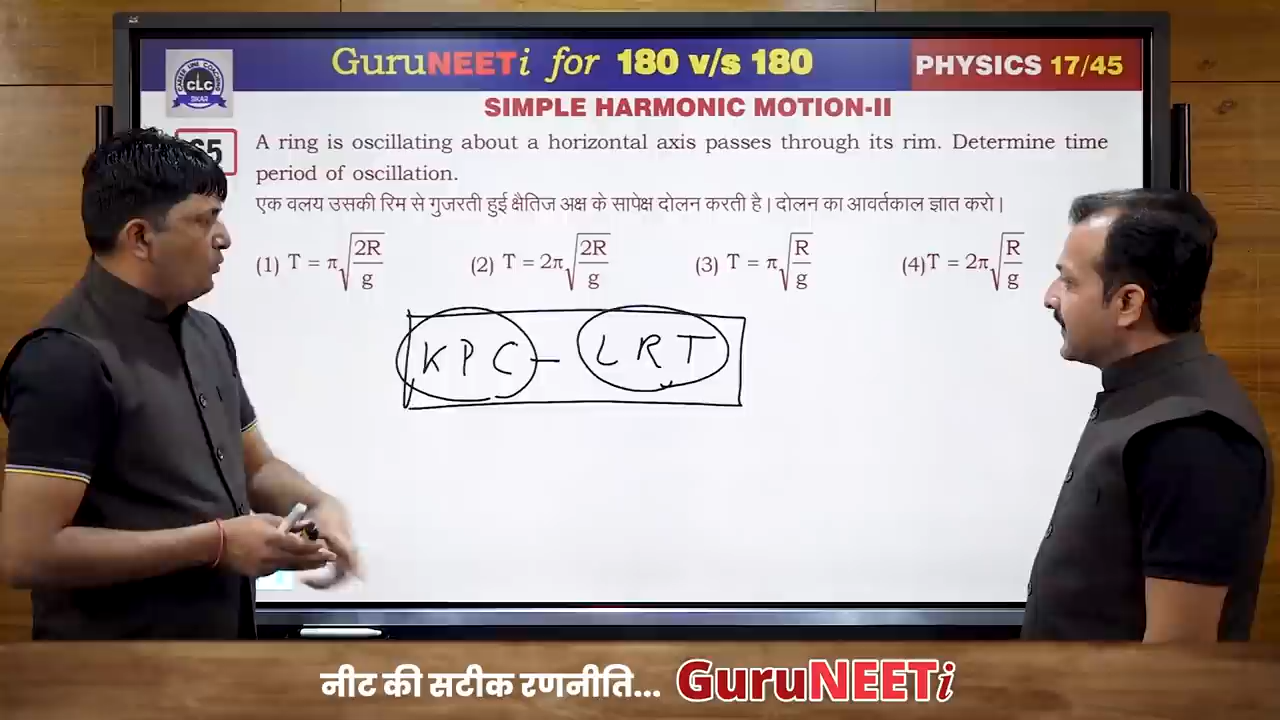 GuruNEETi for 180 v/s 180
PHYSICS 17/45
CLC
SIKAR
SIMPLE HARMONIC MOTION-II
A ring is oscillating about a horizontal axis passes through its rim. Determine time
period of oscillation.
एक वलय उसकी रिम से गुजरती हुई क्षैतिज अक्ष के सापेक्ष दोलन करती है। दोलन का आवर्तकाल ज्ञात करो।
(1) T = π√(2R/g) (2) T = 2π√(2R/g) (3) T = π√(R/g) (4) T = 2π√(R/g)
KPC – LRT
नीट की सटीक रणनीति... GuruNEETi